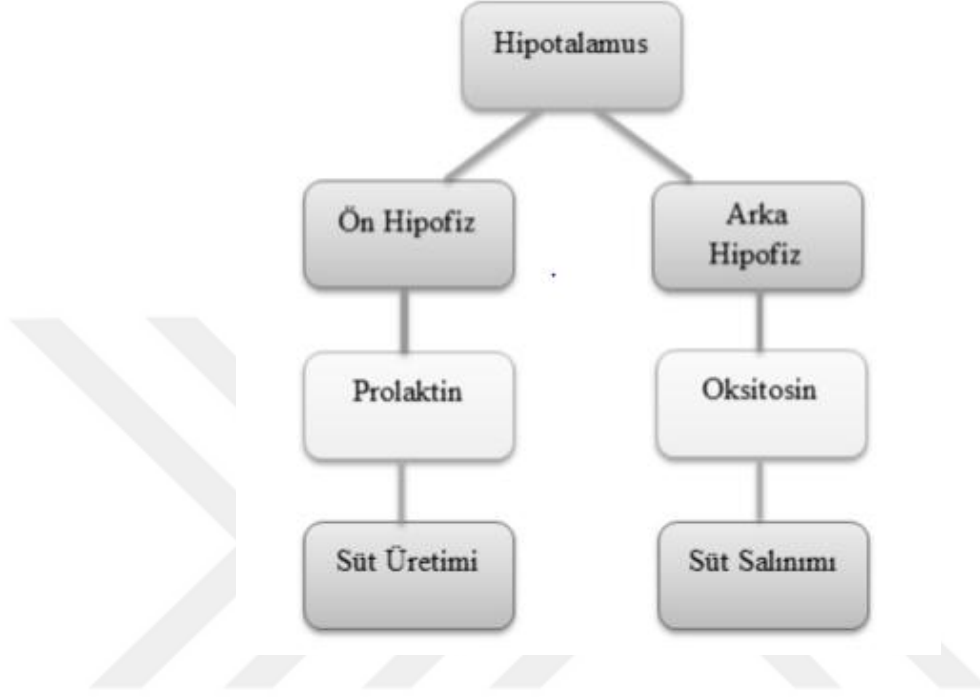 Hipotalamus
Ön Hipofiz
Arka
Hipofiz
Prolaktin
Oksitosin
Süt Üretimi
Süt Salınımı